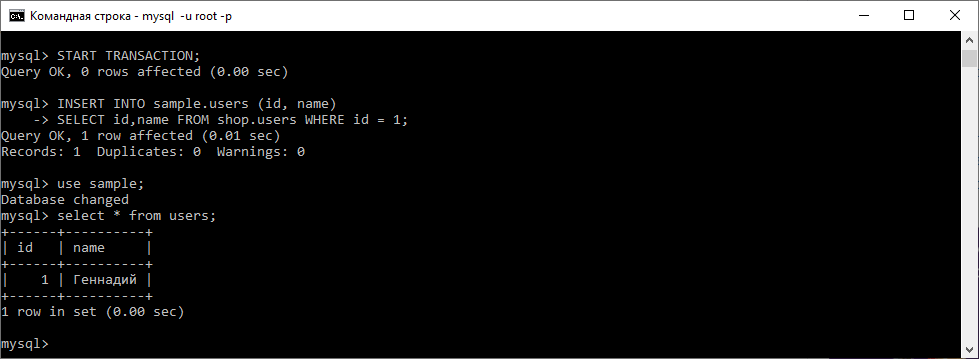 Командная строка - mysql -u root -p
mysql> START TRANSACTION;
Query OK, 0 rows affected (0.00 sec)
mysql> INSERT INTO sample.users (id, name)
    -> SELECT id,name FROM shop.users WHERE id = 1;
Query OK, 1 row affected (0.01 sec)
Records: 1  Duplicates: 0  Warnings: 0
mysql> use sample;
Database changed
mysql> select * from users;
+------+----------+
| id   | name     |
+------+----------+
|    1 | Геннадий |
+------+----------+
1 row in set (0.00 sec)
mysql>